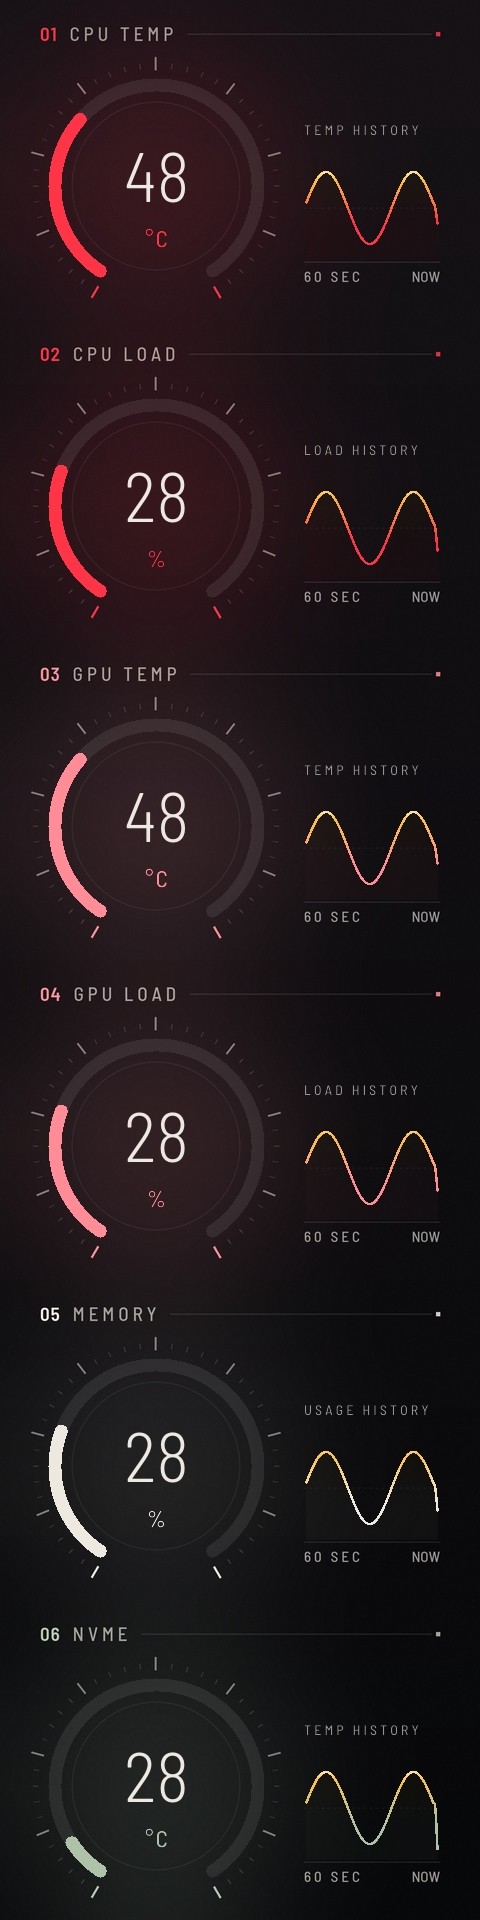 01 CPU TEMP
48
°C
TEMP HISTORY
60 SEC NOW
02 CPU LOAD
28
%
LOAD HISTORY
60 SEC NOW
03 GPU TEMP
48
°C
TEMP HISTORY
60 SEC NOW
04 GPU LOAD
28
%
LOAD HISTORY
60 SEC NOW
05 MEMORY
28
%
USAGE HISTORY
60 SEC NOW
06 NVME
28
°C
TEMP HISTORY
60 SEC NOW